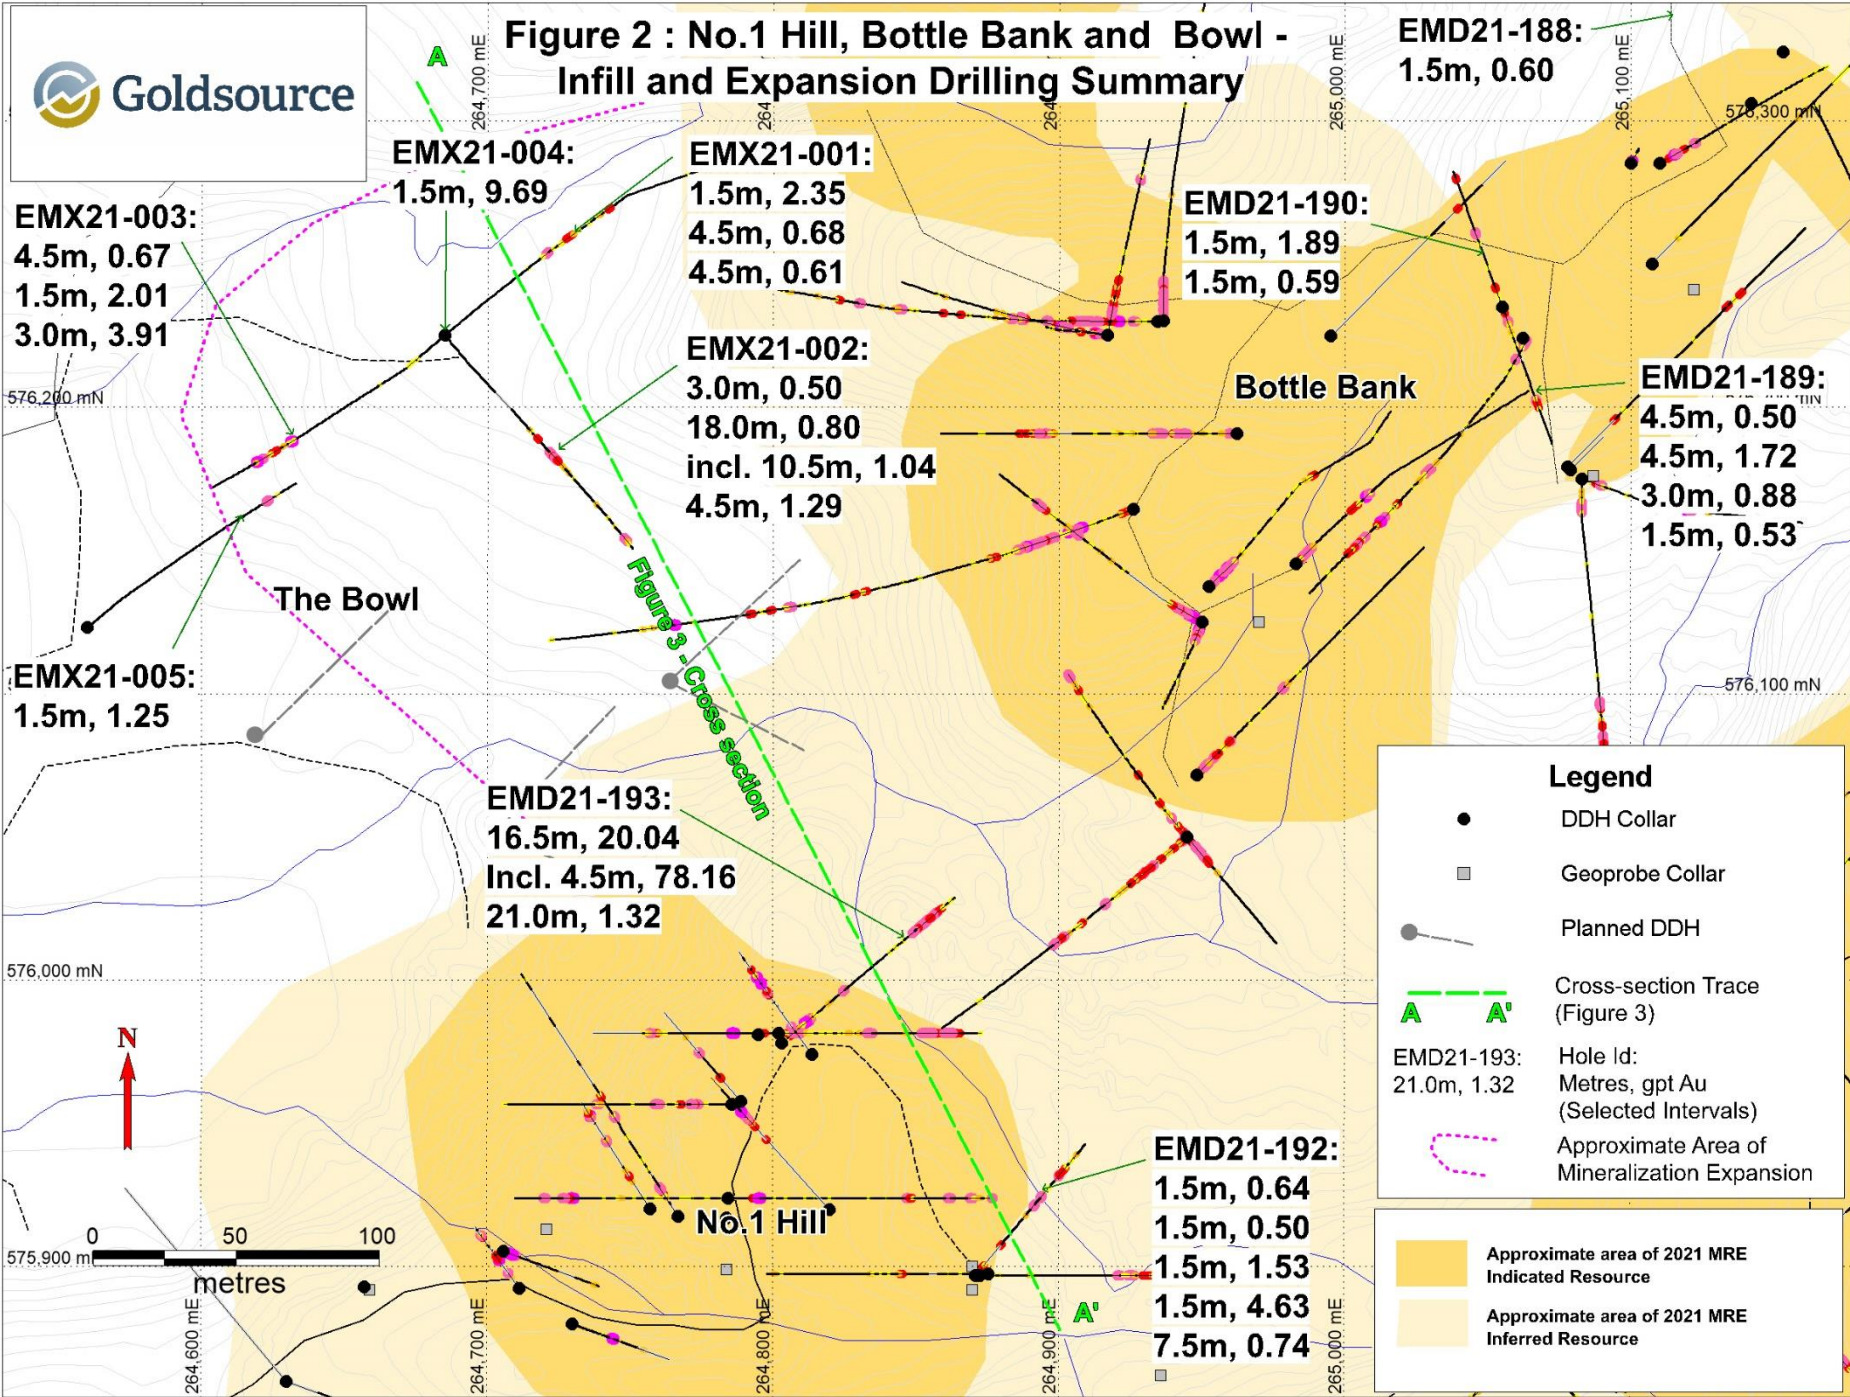 Figure 2 : No.1 Hill, Bottle Bank and Bowl -
Infill and Expansion Drilling Summary
Goldsource
A
264,700 mE
265,000 mE
265,100 mE
EMD21-188:
1.5m, 0.60
EMX21-004:
1.5m, 9.69
EMX21-001:
1.5m, 2.35
4.5m, 0.68
4.5m, 0.61
EMX21-003:
4.5m, 0.67
1.5m, 2.01
3.0m, 3.91
EMD21-190:
1.5m, 1.89
1.5m, 0.59
EMX21-002:
3.0m, 0.50
18.0m, 0.80
incl. 10.5m, 1.04
4.5m, 1.29
Bottle Bank
EMD21-189:
4.5m, 0.50
4.5m, 1.72
3.0m, 0.88
1.5m, 0.53
576,200 mN
The Bowl
Figure 3 - Cross section
EMX21-005:
1.5m, 1.25
576,100 mN
EMD21-193:
16.5m, 20.04
Incl. 4.5m, 78.16
21.0m, 1.32
576,000 mN
N
No.1 Hill
EMD21-192:
1.5m, 0.64
1.5m, 0.50
1.5m, 1.53
1.5m, 4.63
7.5m, 0.74
0 50 100
metres
575,900 m
264,600 mE
264,700 mE
264,800 mE
264,900 mE
265,000 mE
A'
Legend
DDH Collar
Geoprobe Collar
Planned DDH
Cross-section Trace
(Figure 3)
A A'
EMD21-193:
21.0m, 1.32
Hole Id:
Metres, gpt Au
(Selected Intervals)
Approximate Area of
Mineralization Expansion
Approximate area of 2021 MRE
Indicated Resource
Approximate area of 2021 MRE
Inferred Resource